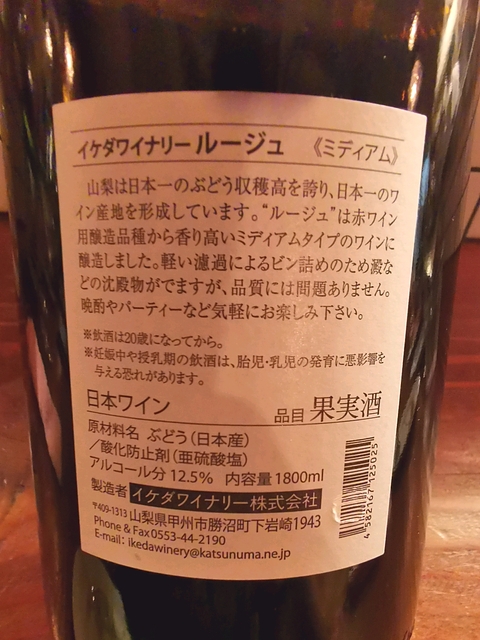 イケダワイナリー ルージュ 《ミディアム》
山梨は日本一のぶどう収穫高を誇り、日本一のワ
イン産地を形成しています。“ルージュ”は赤ワイン
用醸造品種から香り高いミディアムタイプのワインに
醸造しました。軽い濾過によるビン詰めのため澱な
どの沈殿物がでますが、品質には問題ありません。
晩酌やパーティーなど気軽にお楽しみ下さい。
※飲酒は20歳になってから。
※妊娠中や授乳期の飲酒は、胎児・乳児の発育に悪影響を
与える恐れがあります。
日本ワイン 品目 果実酒
原材料名 ぶどう(日本産)
/酸化防止剤(亜硫酸塩)
アルコール分 12.5% 内容量 1800ml
製造者 イケダワイナリー株式会社
〒409-1313 山梨県甲州市勝沼町下岩崎1943
Phone & Fax 0553-44-2190
E-mail: ikedawinery@katsunuma.ne.jp
4 582167 125025